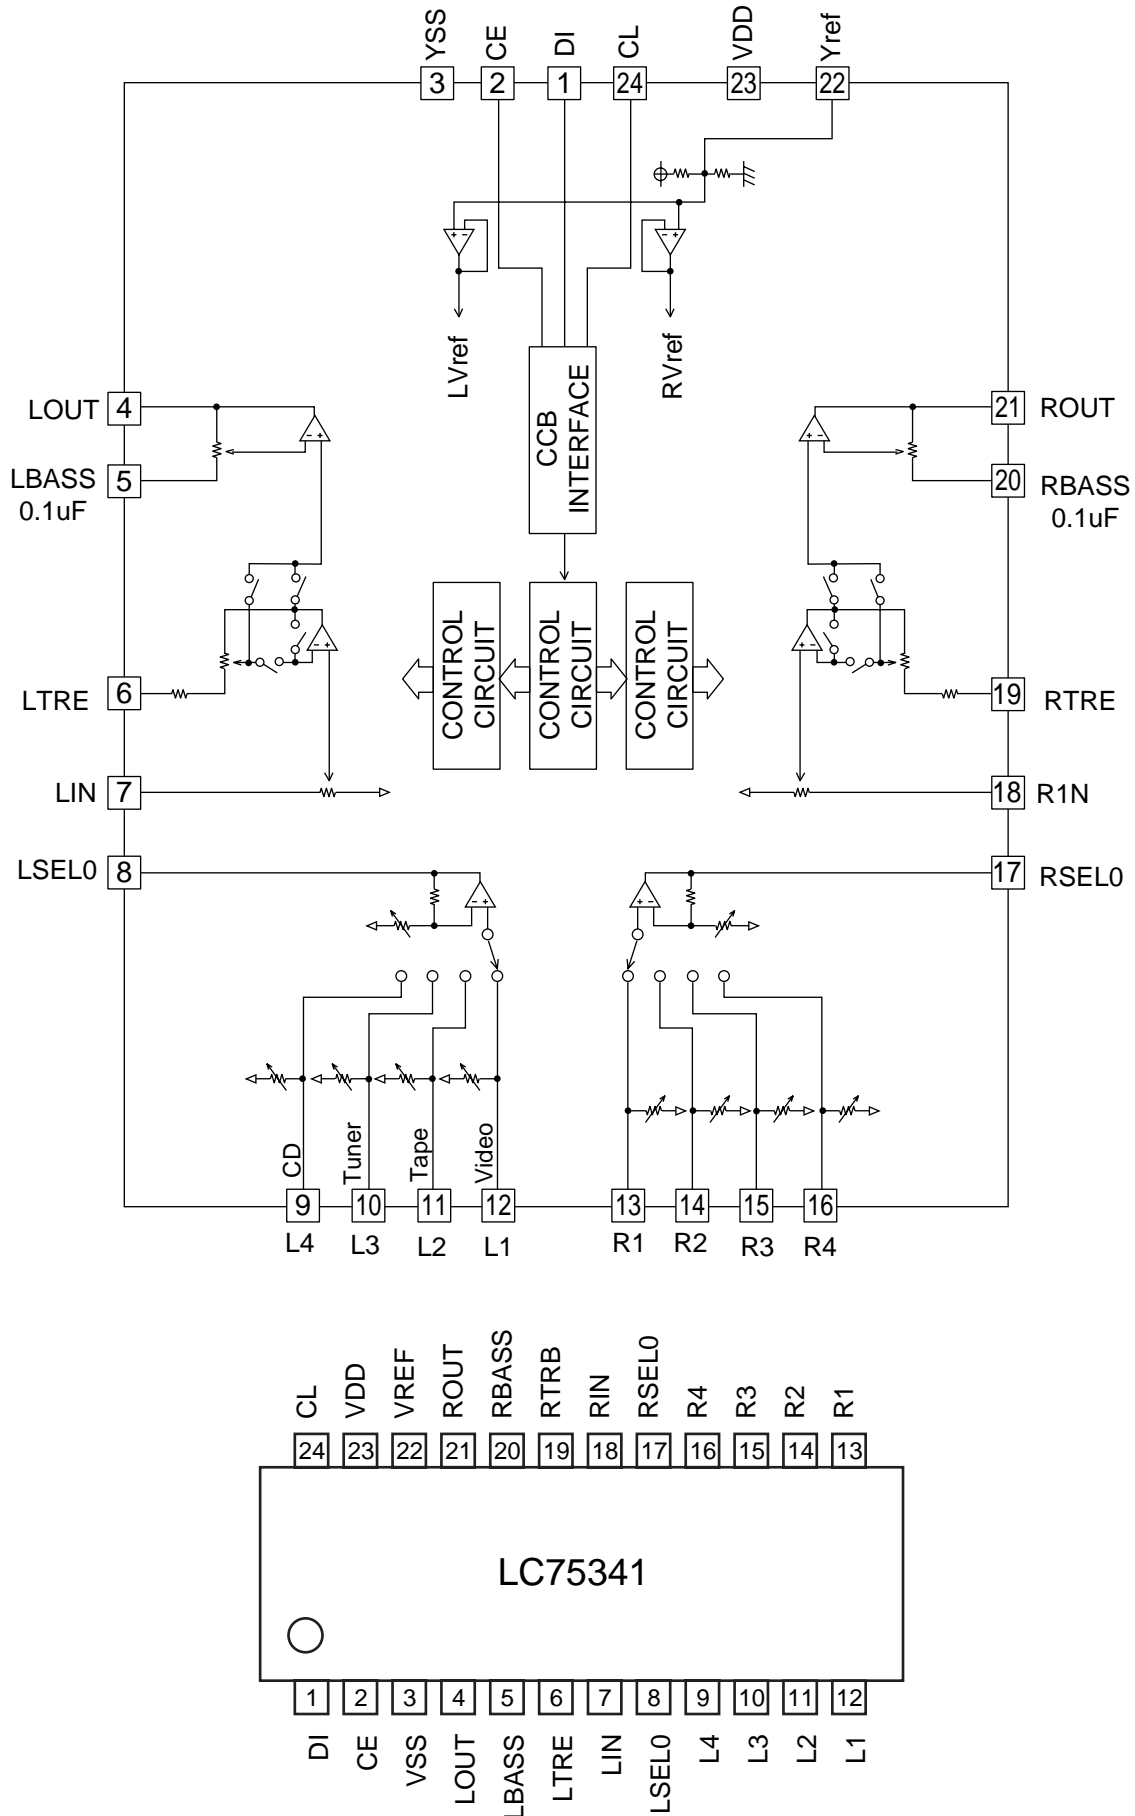 YSS
CE
DI
CL
VDD
Yref
3
2
1
24
23
22
LVref
RVref
CCB
INTERFACE
LOUT
4
LBASS
5
0.1uF
LTRE
6
LIN
7
LSEL0
8
21
ROUT
20
RBASS
0.1uF
19
RTRE
18
R1N
17
RSEL0
CONTROL
CIRCUIT
CONTROL
CIRCUIT
CONTROL
CIRCUIT
- +
- +
- +
- +
+ -
- +
+ -
+ -
+ -
+ -
CD
Tuner
Tape
Video
9
10
11
12
13
14
15
16
L4
L3
L2
L1
R1
R2
R3
R4
CL
VDD
VREF
ROUT
RBASS
RTRB
RIN
RSEL0
R4
R3
R2
R1
24
23
22
21
20
19
18
17
16
15
14
13
LC75341
1
2
3
4
5
6
7
8
9
10
11
12
DI
CE
VSS
LOUT
LBASS
LTRE
LIN
LSEL0
L4
L3
L2
L1